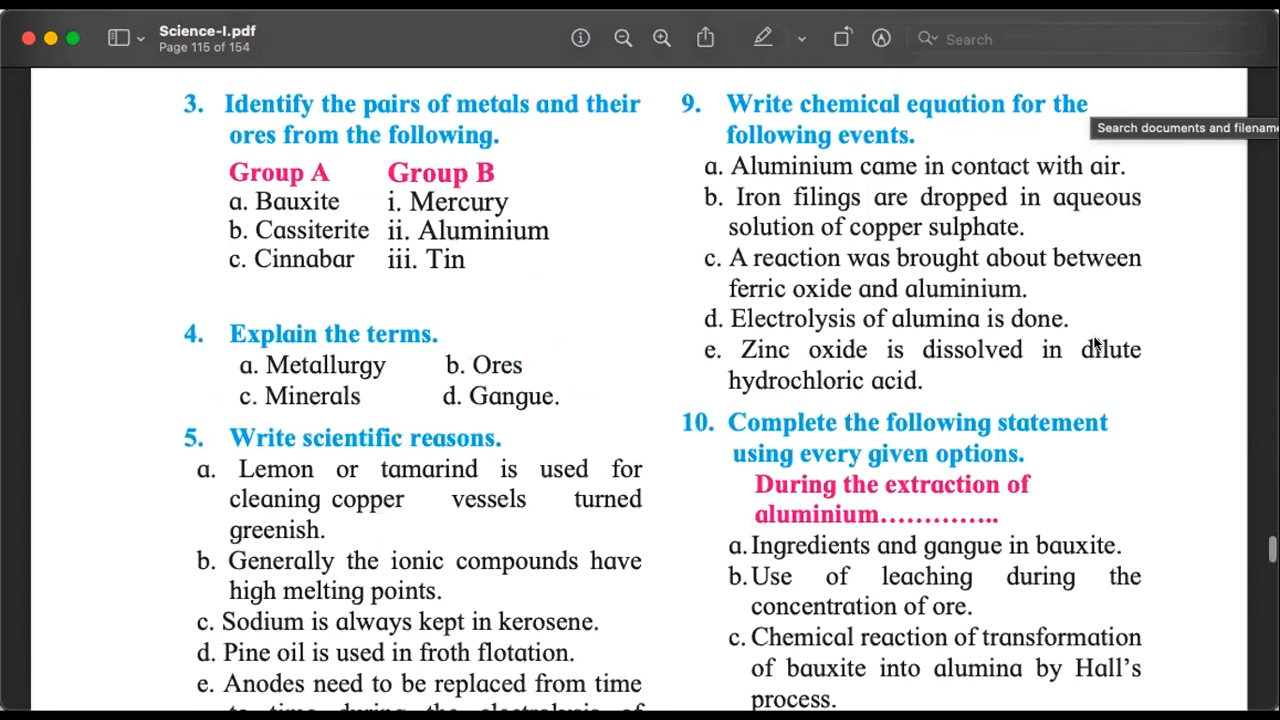 Science-I.pdf
Page 115 of 154
Search
Search documents and filename
3. Identify the pairs of metals and their
ores from the following.
Group A Group B
a. Bauxite i. Mercury
b. Cassiterite ii. Aluminium
c. Cinnabar iii. Tin
4. Explain the terms.
a. Metallurgy b. Ores
c. Minerals d. Gangue.
5. Write scientific reasons.
a. Lemon or tamarind is used for
cleaning copper vessels turned
greenish.
b. Generally the ionic compounds have
high melting points.
c. Sodium is always kept in kerosene.
d. Pine oil is used in froth flotation.
e. Anodes need to be replaced from time
to time during the electrolysis of
9. Write chemical equation for the
following events.
a. Aluminium came in contact with air.
b. Iron filings are dropped in aqueous
solution of copper sulphate.
c. A reaction was brought about between
ferric oxide and aluminium.
d. Electrolysis of alumina is done.
e. Zinc oxide is dissolved in dilute
hydrochloric acid.
10. Complete the following statement
using every given options.
During the extraction of
aluminium…………..
a. Ingredients and gangue in bauxite.
b. Use of leaching during the
concentration of ore.
c. Chemical reaction of transformation
of bauxite into alumina by Hall’s
process.